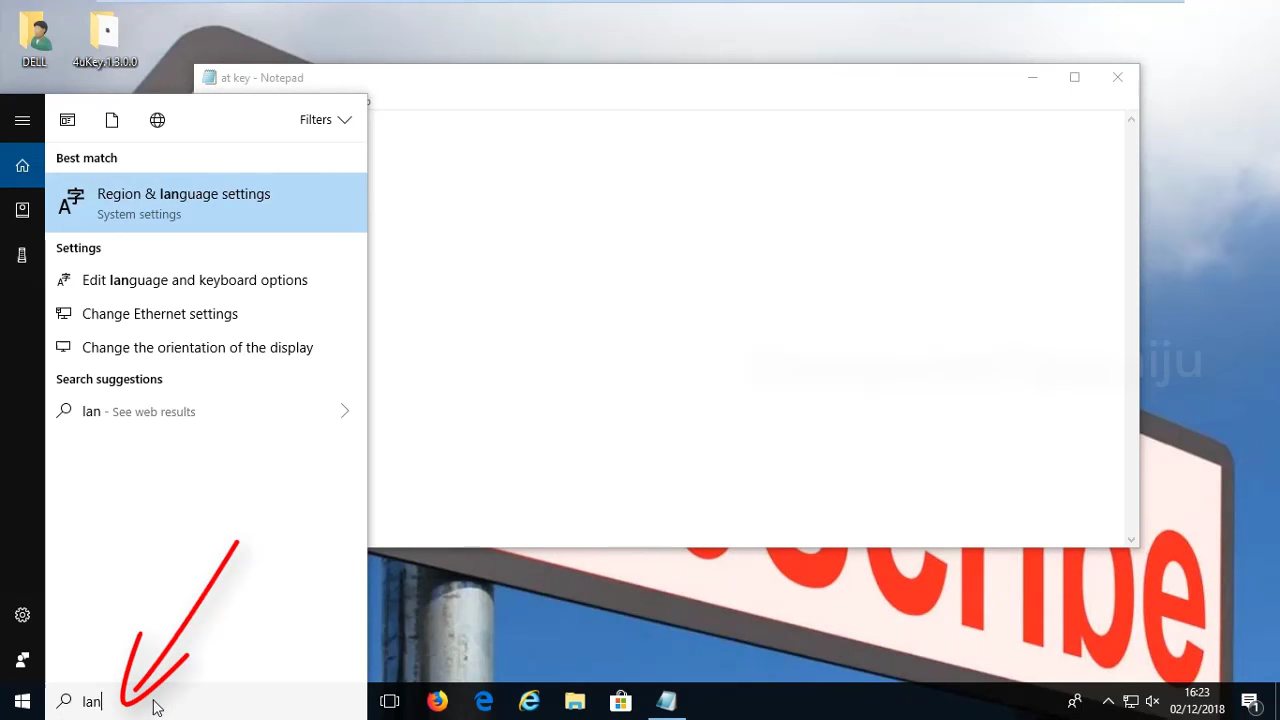 DELL
4uKey.1.3.0.0
at key - Notepad
Filters
Best match
Region & language settings
System settings
Settings
Edit language and keyboard options
Change Ethernet settings
Change the orientation of the display
Search suggestions
lan - See web results
lan
16:23
02/12/2018
1